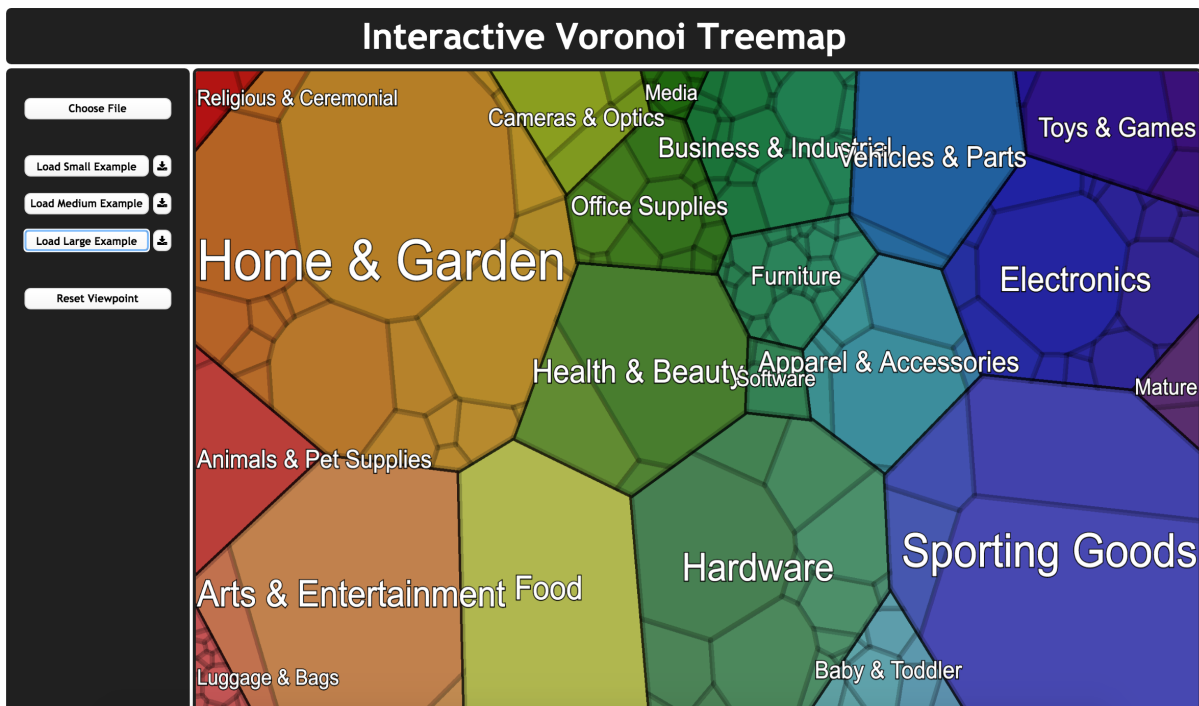 Interactive Voronoi Treemap
Choose File
Load Small Example
Load Medium Example
Load Large Example
Reset Viewpoint
Religious & Ceremonial
Cameras & Optics
Media
Business & Industrial
Vehicles & Parts
Toys & Games
Office Supplies
Home & Garden
Furniture
Electronics
Health & Beauty
Software
Apparel & Accessories
Mature
Animals & Pet Supplies
Arts & Entertainment
Food
Hardware
Sporting Goods
Luggage & Bags
Baby & Toddler